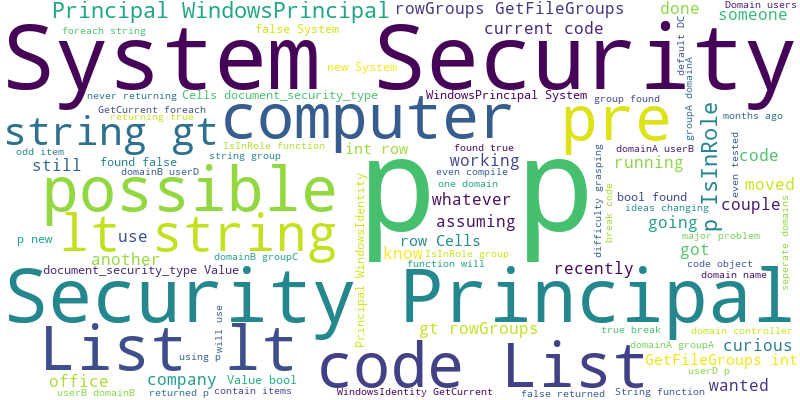 Principal WindowsPrincipal
rowGroups GetFileGroups
done
Domain users
someone
foreach string
false System
current code
System Security
default DC
new System
never returning
Cells document_security_type
WindowsPrincipal System
group found
groupA domainA
GetCurrent foreach
returning true
computer
pre
p IsInRole
months ago
string gt
odd item
found false
IsInRole function
string group
int row
found true
working
even compile
domainA userB
running
even tested
code
still
domainB userD
possible
p p
one domain
whatever
difficulty grasping
break code
bool found
ideas changing
moved
couple
seperate domains
lt string
p new
use
domainB groupC
another
Principal WindowsIdentity
assuming
row Cells
know
IsInRole group
going
major problem
got
document_security_type Value
function will
recently
code object
domain name
Security Principal
List lt
using p
will use
gt rowGroups
true break
domain controller
code List
domainA groupA
curious
GetFileGroups int
office
company
Value bool
userD p
wanted
userB domainB
returned p
contain items
WindowsIdentity GetCurrent
false returned
String function